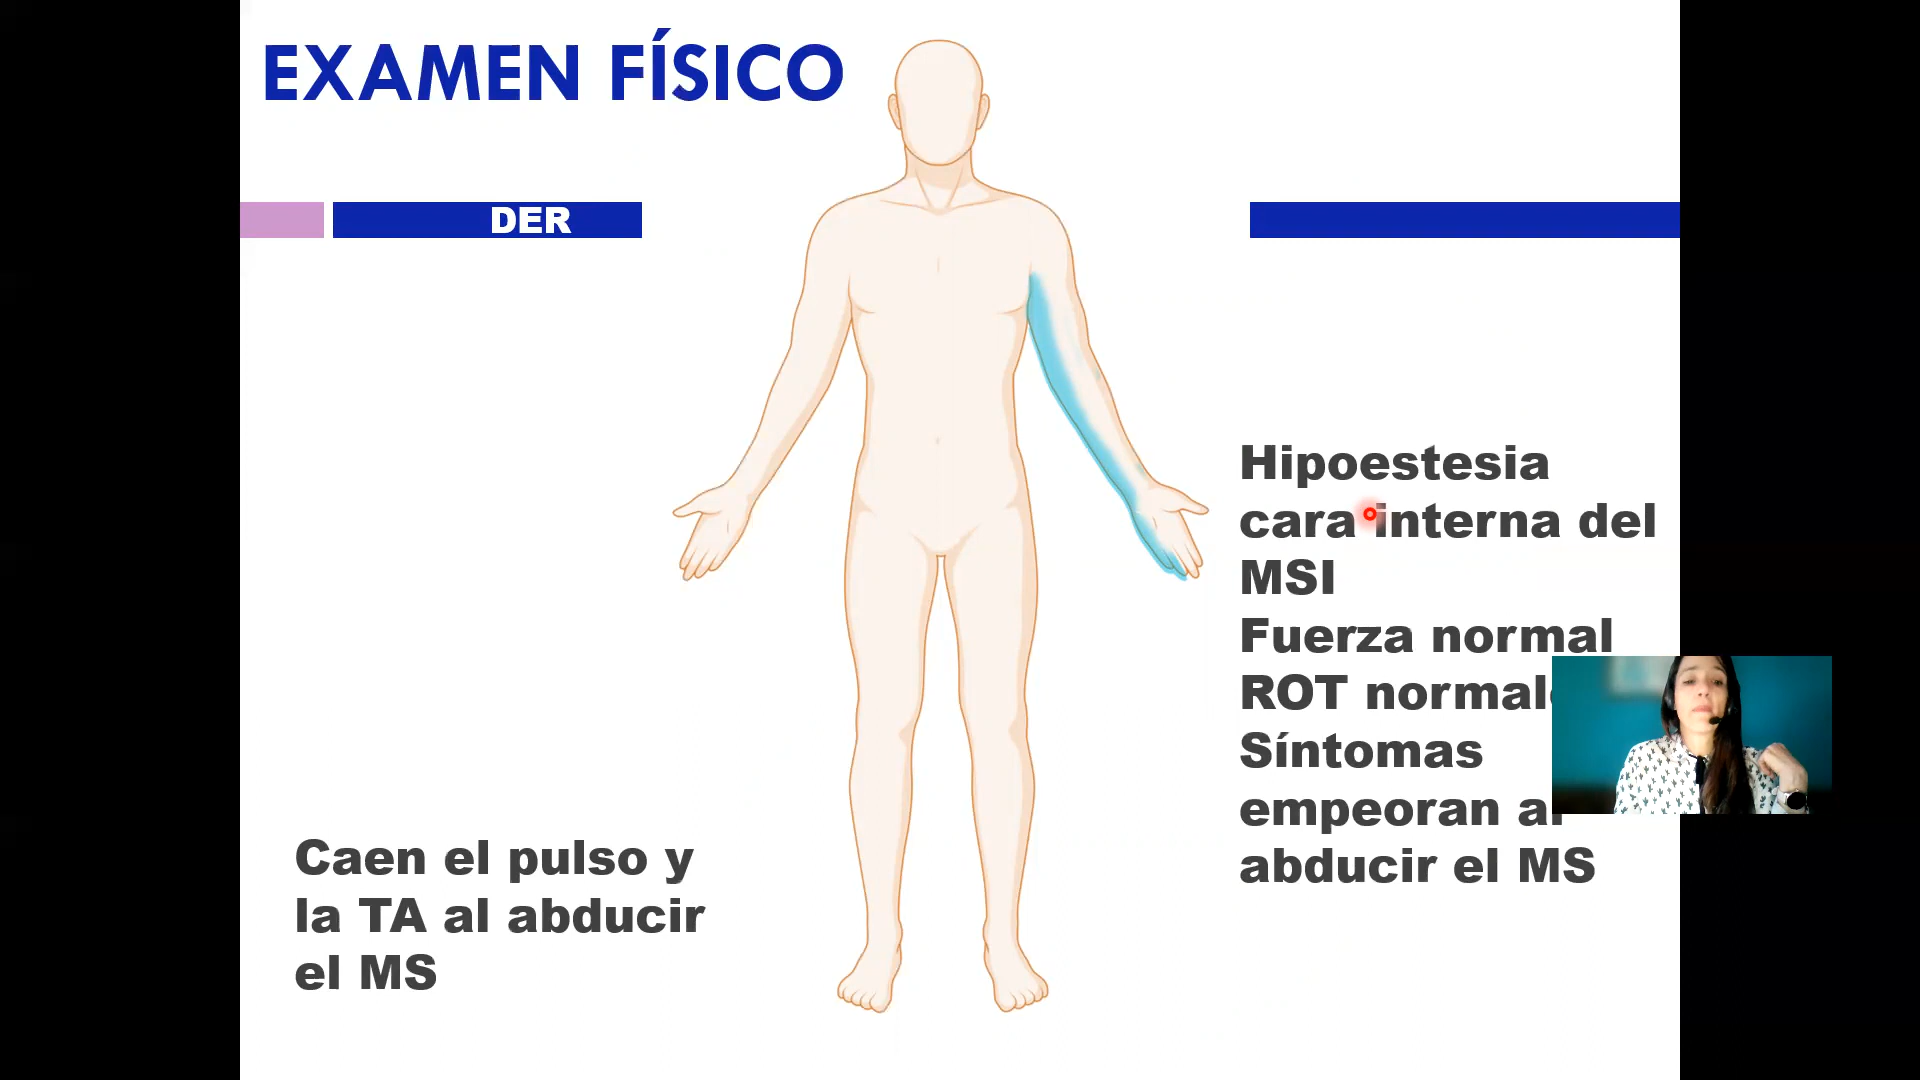 EXAMEN FÍSICO
DER
Hipoestesia
cara interna del
MSI
Fuerza normal
ROT
Síntomas
empeoran al
abducir el MS
Caen el pulso y
la TA al abducir
el MS